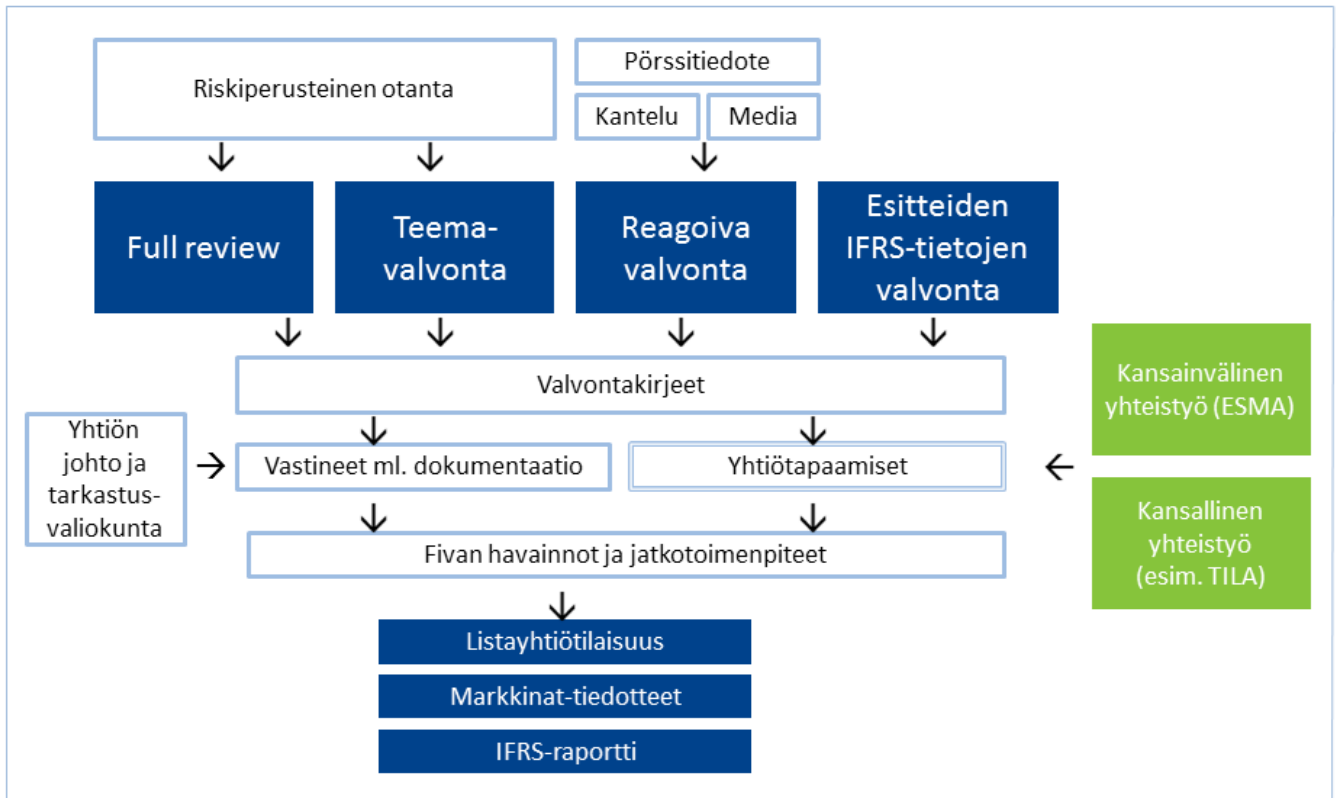 Riskiperusteinen otanta
Pörssitiedote
Kantelu
Media
Full review
Teema-
valvonta
Reagoiva
valvonta
Esitteiden
IFRS-tietojen
valvonta
Valvontakirjeet
Kansainvälinen
yhteistyö (ESMA)
Yhtiön
johto ja
tarkastus-
valiokunta
Vastineet ml. dokumentaatio
Yhtiötapaamiset
Kansallinen
yhteistyö
(esim. TILA)
Fivan havainnot ja jatkotoimenpiteet
Listayhtiötilaisuus
Markkinat-tiedotteet
IFRS-raportti